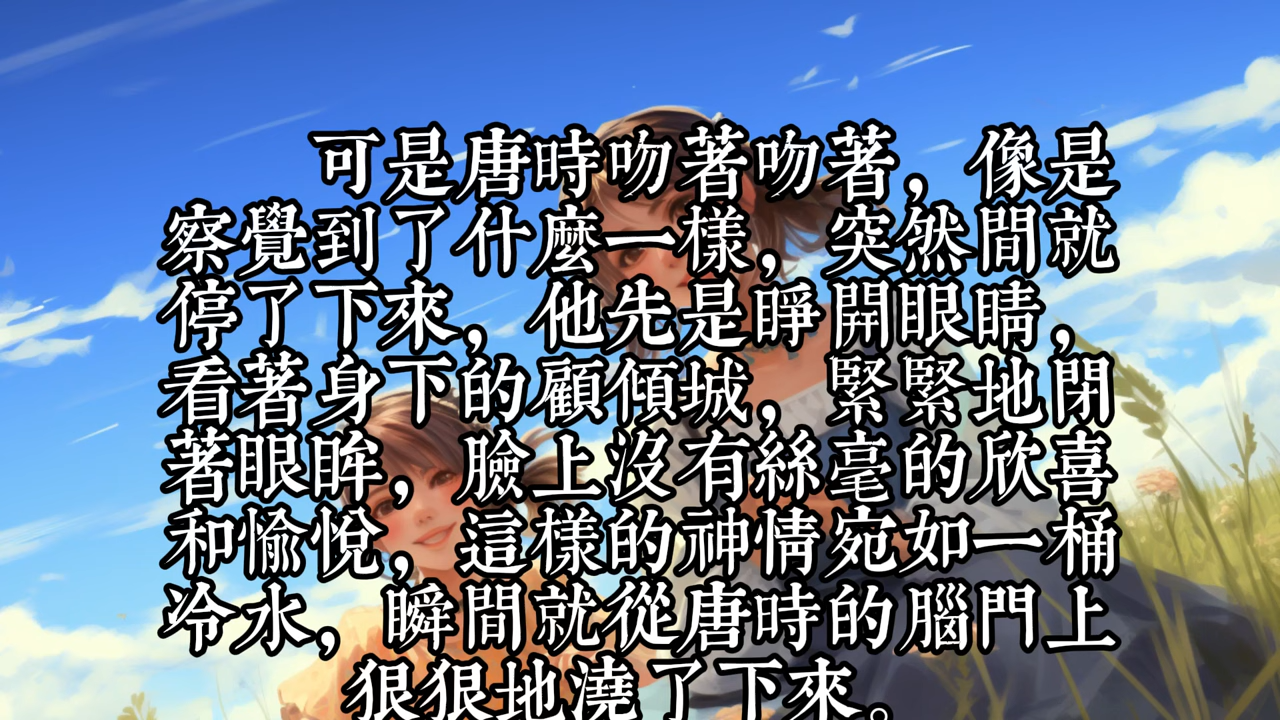 可是唐時吻著吻著，像是
察覺到了什麼一樣，突然間就
停了下來，他先是睜開眼睛，
看著身下的顧傾城，緊緊地閉
著眼眸，臉上沒有絲毫的欣喜
和愉悅，這樣的神情宛如一桶
冷水，瞬間就從唐時的腦門上
狠狠地澆了下來。